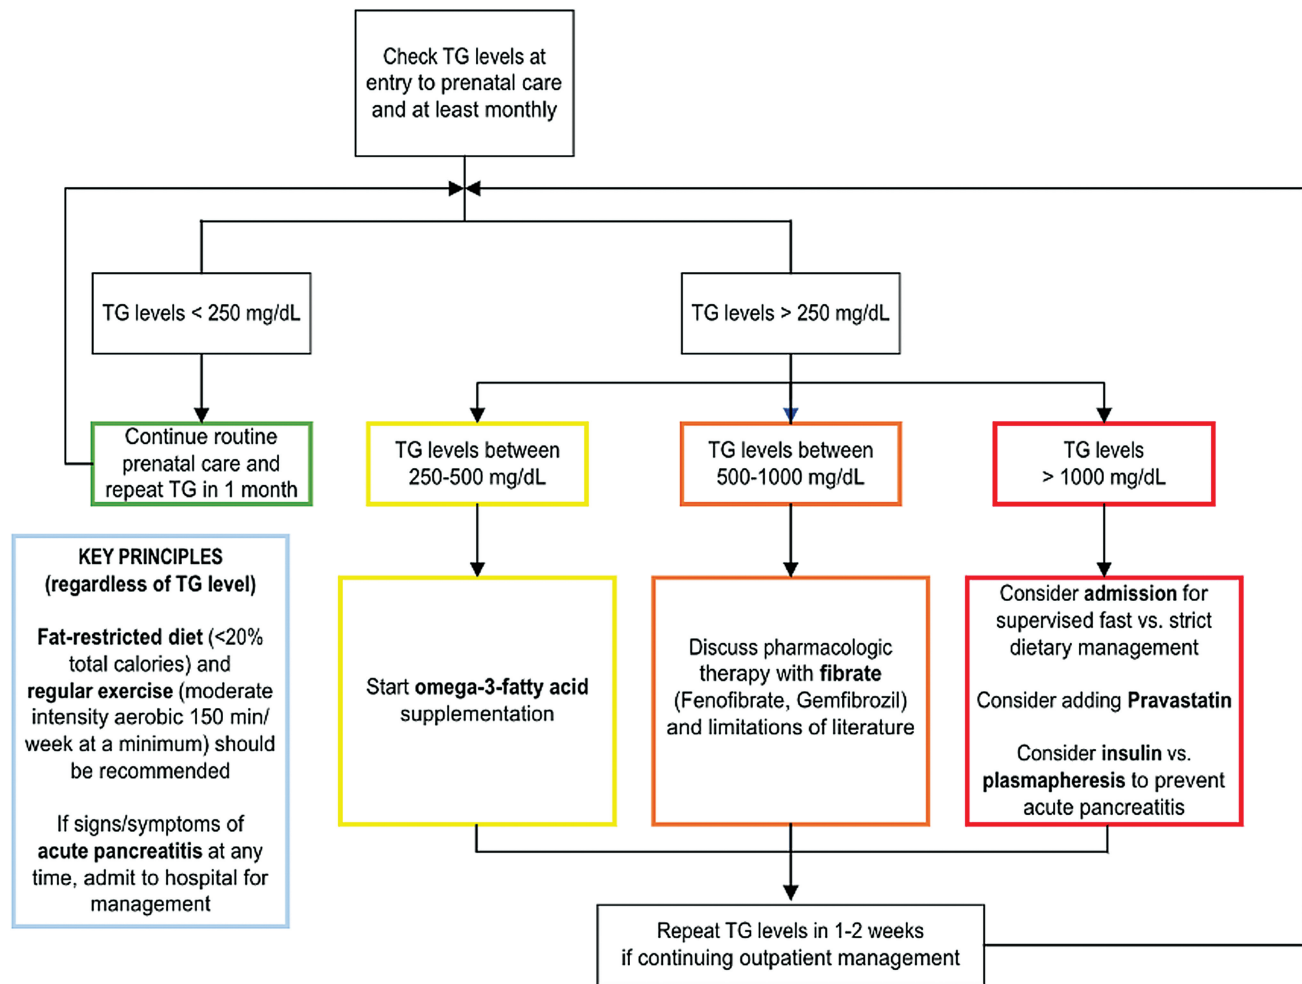 Check TG levels at
entry to prenatal care
and at least monthly
TG levels < 250 mg/dL
TG levels > 250 mg/dL
Continue routine
prenatal care and
repeat TG in 1 month
TG levels between
250-500 mg/dL
TG levels between
500-1000 mg/dL
TG levels
> 1000 mg/dL
KEY PRINCIPLES
(regardless of TG level)
Fat-restricted diet (<20%
total calories) and
regular exercise (moderate
intensity aerobic 150 min/
week at a minimum) should
be recommended
If signs/symptoms of
acute pancreatitis at any
time, admit to hospital for
management
Start omega-3-fatty acid
supplementation
Discuss pharmacologic
therapy with fibrate
(Fenofibrate, Gemfibrozil)
and limitations of literature
Consider admission for
supervised fast vs. strict
dietary management
Consider adding Pravastatin
Consider insulin vs.
plasmapheresis to prevent
acute pancreatitis
Repeat TG levels in 1-2 weeks
if continuing outpatient management